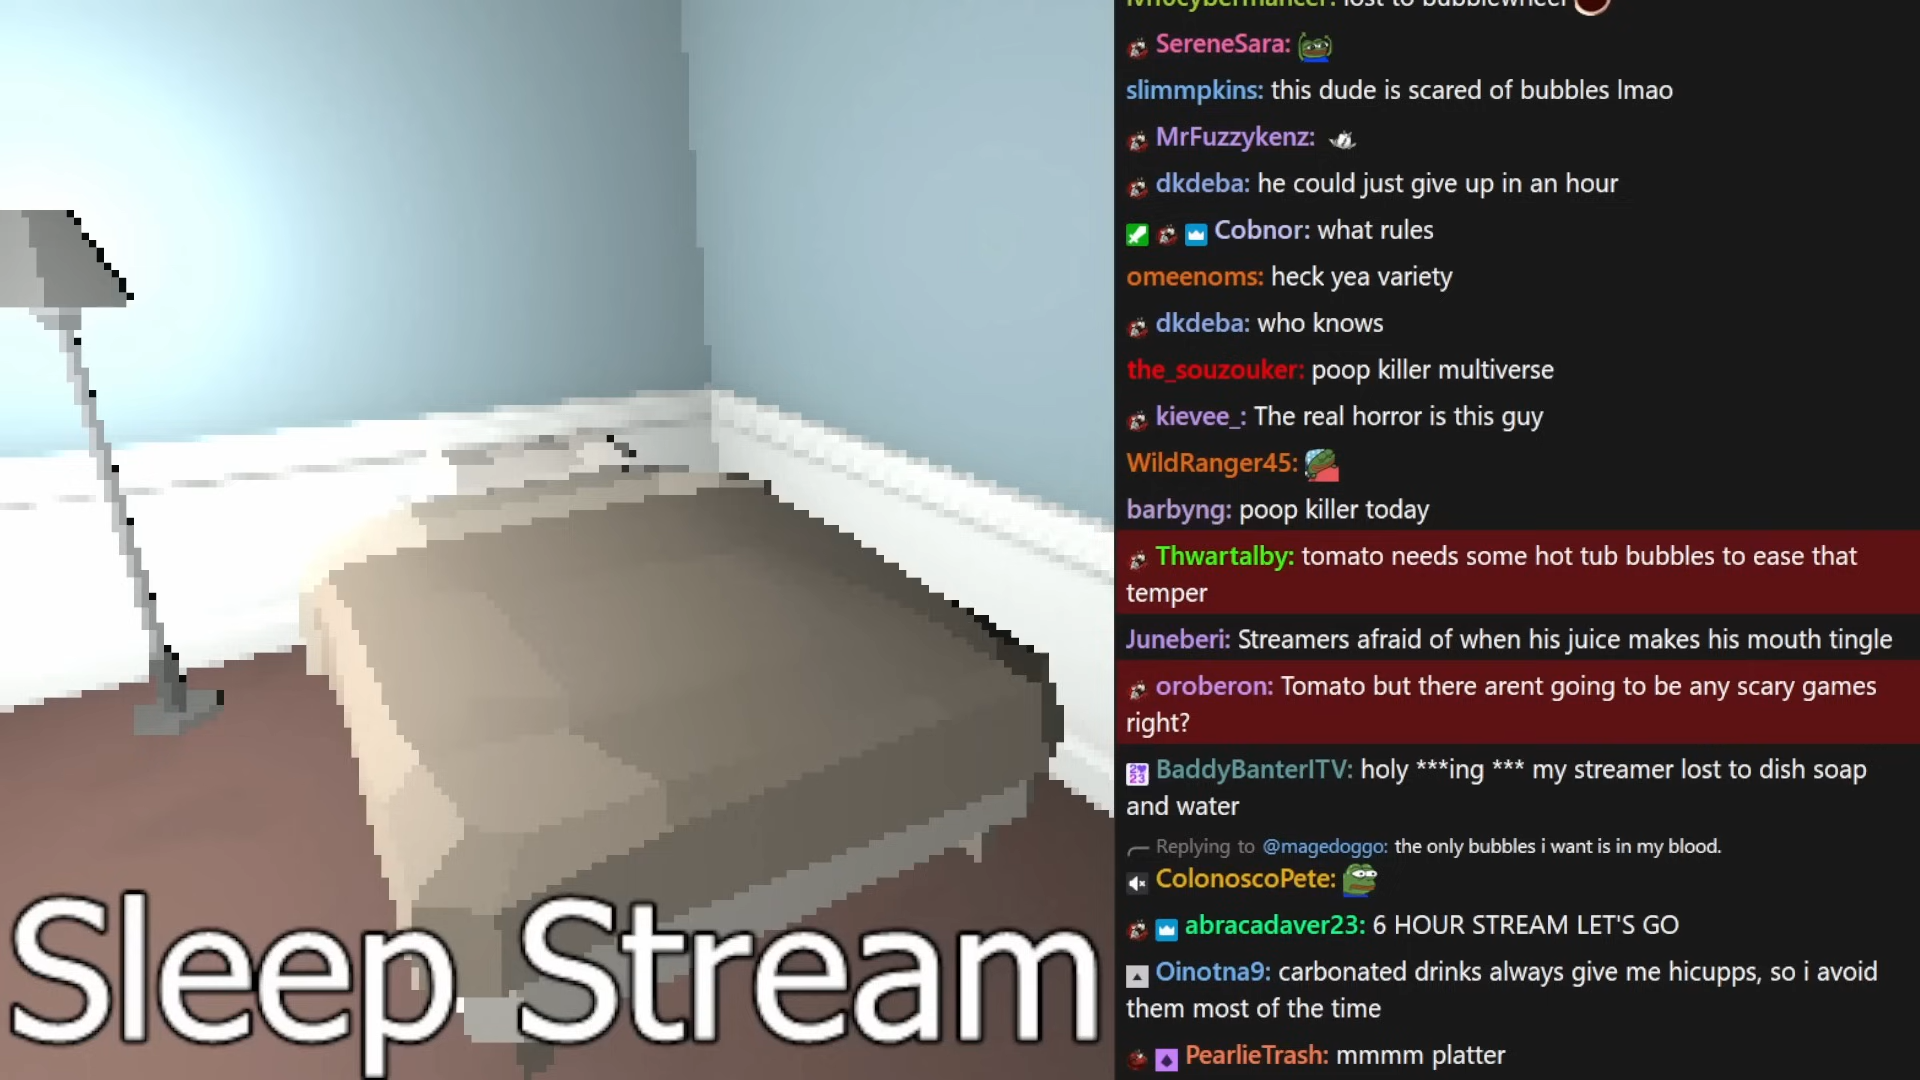 lvnocybermancer: lost to bubblewheel
SereneSara:
slimmpkins: this dude is scared of bubbles lmao
MrFuzzykenz:
dkdeba: he could just give up in an hour
Cobnor: what rules
omeenoms: heck yea variety
dkdeba: who knows
the_souzouker: poop killer multiverse
kievee_: The real horror is this guy
WildRanger45:
barbyng: poop killer today
Thwartalby: tomato needs some hot tub bubbles to ease that
temper
Juneberi: Streamers afraid of when his juice makes his mouth tingle
oroberon: Tomato but there arent going to be any scary games
right?
BaddyBanterITV: holy ***ing *** my streamer lost to dish soap
and water
Replying to @magedoggo: the only bubbles i want is in my blood.
ColonoscoPete:
abracadaver23: 6 HOUR STREAM LET'S GO
Oinotna9: carbonated drinks always give me hicupps, so i avoid
them most of the time
PearlieTrash: mmmm platter
Sleep Stream